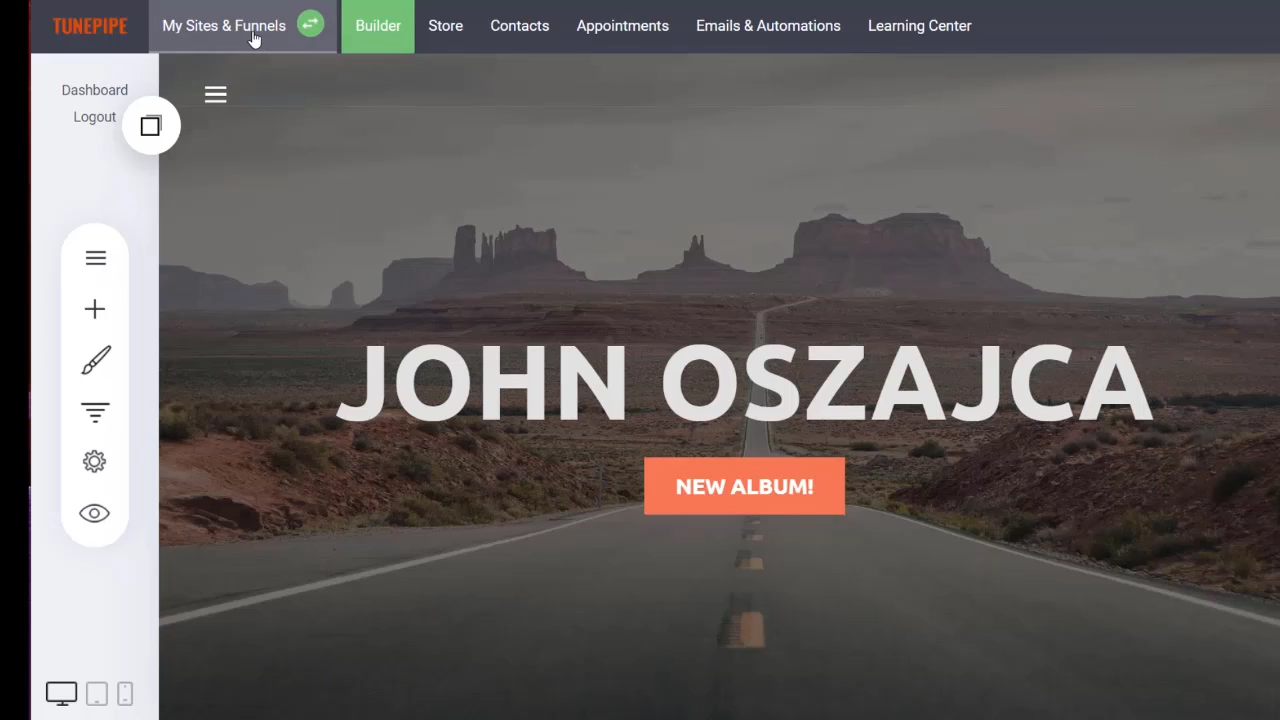 TUNEPIPE
My Sites & Funnels
Builder
Store
Contacts
Appointments
Emails & Automations
Learning Center
Dashboard
Logout
JOHN OSZAJCA
NEW ALBUM!